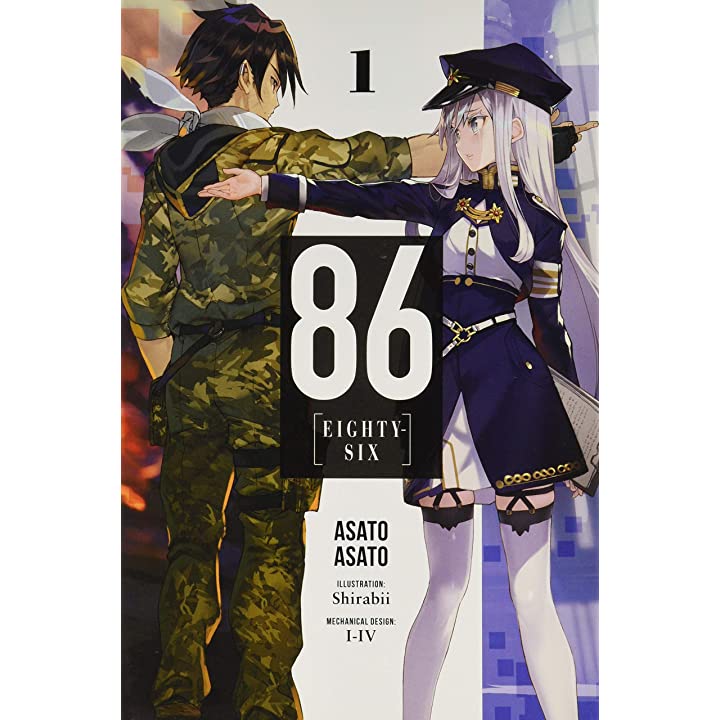 1
86
[EIGHTY-
SIX]
ASATO
ASATO
ILLUSTRATION:
Shirabii
MECHANICAL DESIGN:
I-IV